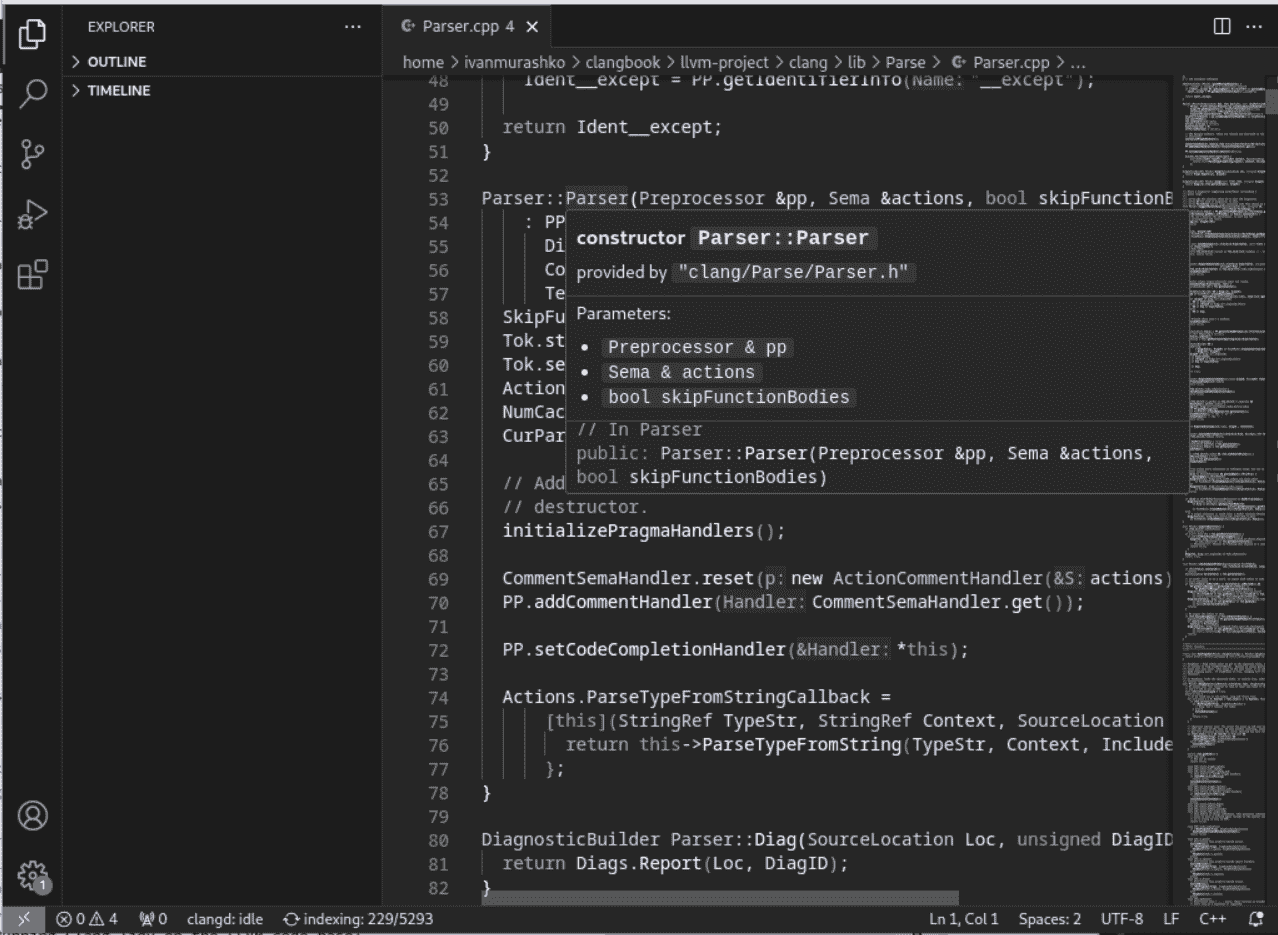 EXPLORER
OUTLINE
TIMELINE
Parser.cpp 4
home > ivanmurashko > clangbook > llvm-project > clang > lib > Parse > Parser.cpp > ...
48 Ident__except = PP.getIdentifierInfo(Name: "__except");
49
50 return Ident__except;
51 }
52
53 Parser::Parser(Preprocessor &pp, Sema &actions, bool skipFunctionB
54 : PP
55 Di
56 Co
57 Te
58 SkipFu
59 Tok.st
60 Tok.se
61 Action
62 NumCac
63 CurPar
constructor Parser::Parser
provided by "clang/Parse/Parser.h"
Parameters:
• Preprocessor & pp
• Sema & actions
• bool skipFunctionBodies
// In Parser
public: Parser::Parser(Preprocessor &pp, Sema &actions,
bool skipFunctionBodies)
64
65 // Add
66 // destructor.
67 initializePragmaHandlers();
68
69 CommentSemaHandler.reset(p: new ActionCommentHandler(&S: actions)
70 PP.addCommentHandler(Handler: CommentSemaHandler.get());
71
72 PP.setCodeCompletionHandler(&Handler: *this);
73
74 Actions.ParseTypeFromStringCallback =
75 [this](StringRef TypeStr, StringRef Context, SourceLocation
76 return this->ParseTypeFromString(TypeStr, Context, Include
77 };
78 }
79
80 DiagnosticBuilder Parser::Diag(SourceLocation Loc, unsigned DiagID
81 return Diags.Report(Loc, DiagID);
82 }
1
0 4 0 clangd: idle indexing: 229/5293 Ln 1, Col 1 Spaces: 2 UTF-8 LF C++